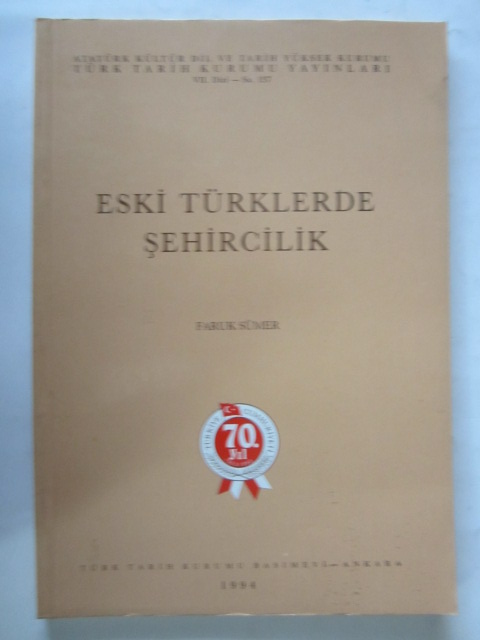 ATATÜRK KÜLTÜR DİL VE TARİH YÜKSEK KURUMU
TÜRK TARİH KURUMU YAYINLARI
VII. Dizi — Sa. 157
ESKİ TÜRKLERDE
ŞEHİRCİLİK
FARUK SÜMER
70.
Yıl
TÜRK TARİH KURUMU BASIMEVİ — ANKARA
1994